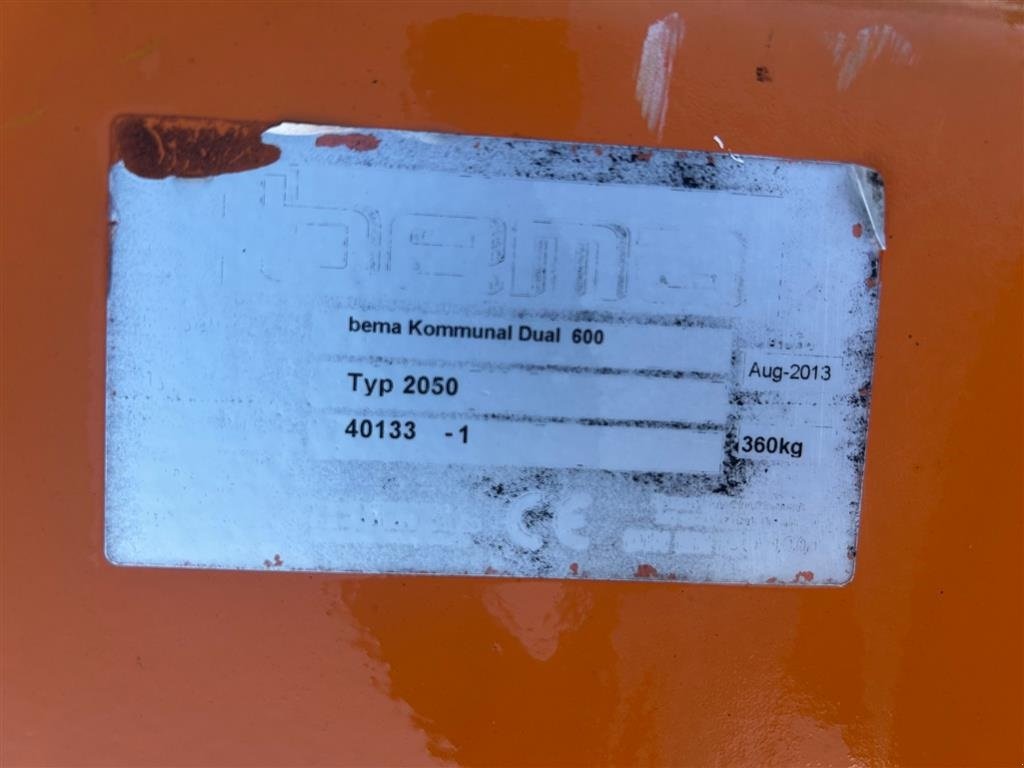 bema
bema Kommunal Dual 600
Aug-2013
Typ 2050
40133 -1
360kg
CE